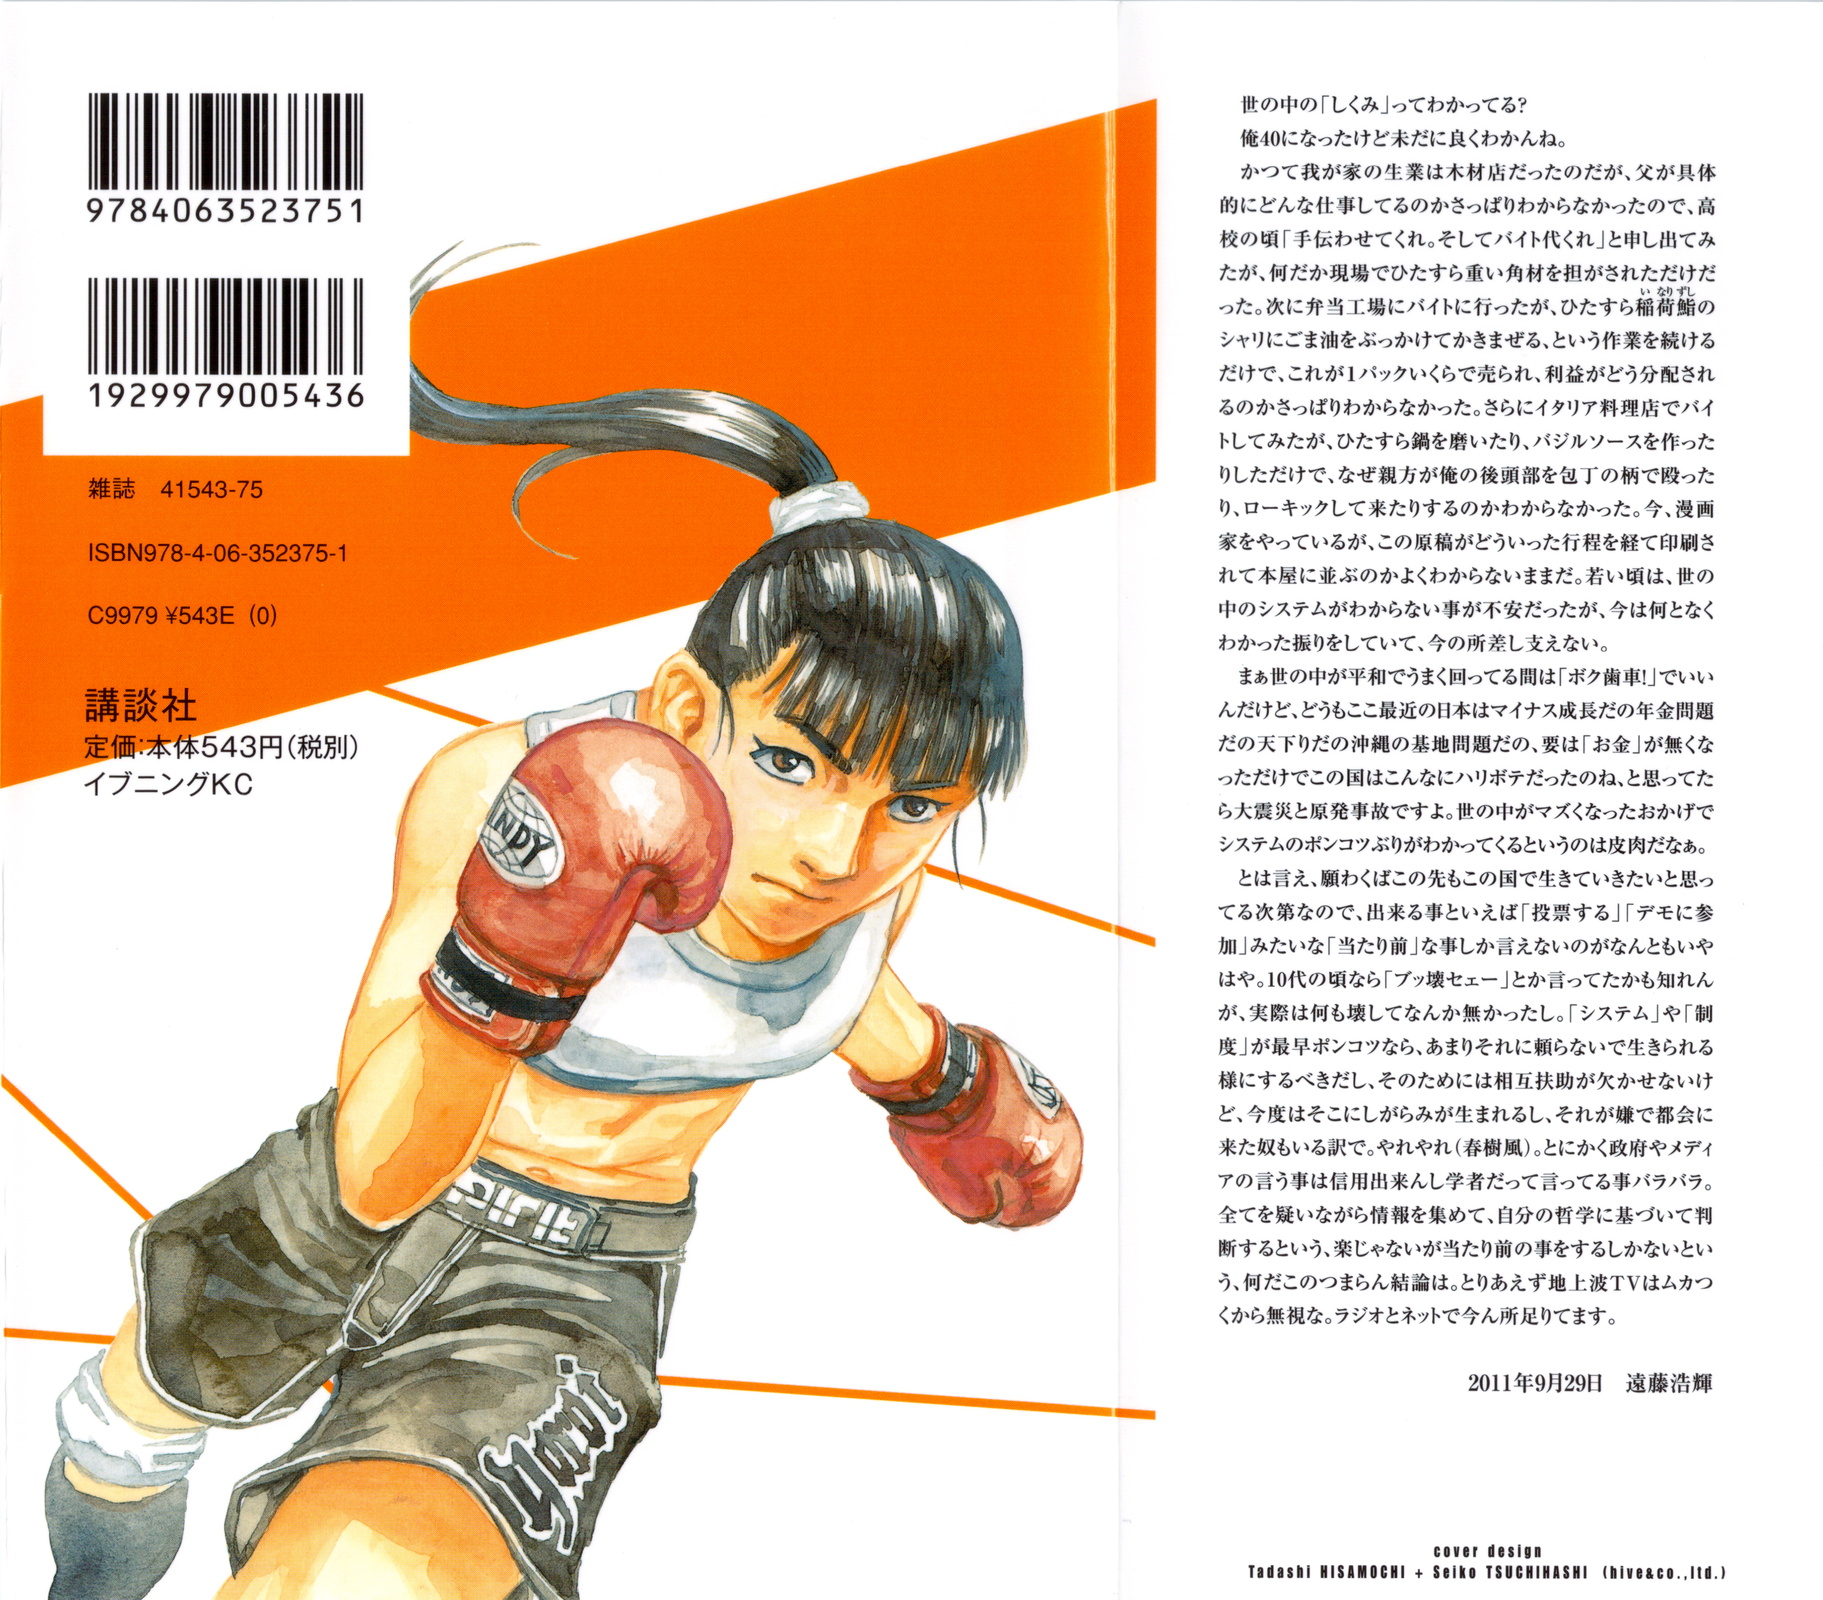 9784063523751
1929979005436
雑誌 41543-75
ISBN978-4-06-352375-1
C9979 ¥543E (0)
講談社
定価:本体543円(税別)
イブニングKC
NDY
世の中の「しくみ」ってわかってる?
俺40になったけど未だに良くわかんね。
かつて我が家の生業は木材店だったのだが、父が具体
的にどんな仕事してるのかさっぱりわからなかったので、高
校の頃「手伝わせてくれ。そしてバイト代くれ」と申し出てみ
たが、何だか現場でひたすら重い角材を担がされただけだ
った。次に弁当工場にバイトに行ったが、ひたすら稲荷鮨の
シャリにごま油をぶっかけてかきまぜる、という作業を続ける
だけで、これが1パックいくらで売られ、利益がどう分配され
るのかさっぱりわからなかった。さらにイタリア料理店でバイ
トしてみたが、ひたすら鍋を磨いたり、バジルソースを作った
りしただけで、なぜ親方が俺の後頭部を包丁の柄で殴った
り、ローキックして来たりするのかわからなかった。今、漫画
家をやっているが、この原稿がどういった行程を経て印刷さ
れて本屋に並ぶのかよくわからないままだ。若い頃は、世の
中のシステムがわからない事が不安だったが、今は何となく
わかった振りをしていて、今の所差し支えない。
まぁ世の中が平和でうまく回ってる間は「ボク歯車!」でいい
んだけど、どうもここ最近の日本はマイナス成長だの年金問題
だの天下りだの沖縄の基地問題だの、要は「お金」が無くな
っただけでこの国はこんなにハリボテだったのね、と思ってた
ら大震災と原発事故ですよ。世の中がマズくなったおかげで
システムのポンコツぶりがわかってくるというのは皮肉だなぁ。
とは言え、願わくばこの先もこの国で生きていきたいと思っ
てる次第なので、出来る事といえば「投票する」「デモに参
加」みたいな「当たり前」な事しか言えないのがなんともいや
はや。10代の頃なら「ブッ壊セェー」とか言ってたかも知れん
が、実際は何も壊してなんか無かったし。「システム」や「制
度」が最早ポンコツなら、あまりそれに頼らないで生きられる
様にするべきだし、そのためには相互扶助が欠かせないけ
ど、今度はそこにしがらみが生まれるし、それが嫌で都会に
来た奴もいる訳で。やれやれ(春樹風)。とにかく政府やメディ
アの言う事は信用出来んし学者だって言ってる事バラバラ。
全てを疑いながら情報を集めて、自分の哲学に基づいて判
断するという、楽じゃないが当たり前の事をするしかないとい
う、何だこのつまらん結論は。とりあえず地上波TVはムカつ
くから無視な。ラジオとネットで今ん所足りてます。
2011年9月29日 遠藤浩輝
cover design
Tadashi HISAMOCHI + Seiko TSUCHIHASHI (hive&co.,ltd.)